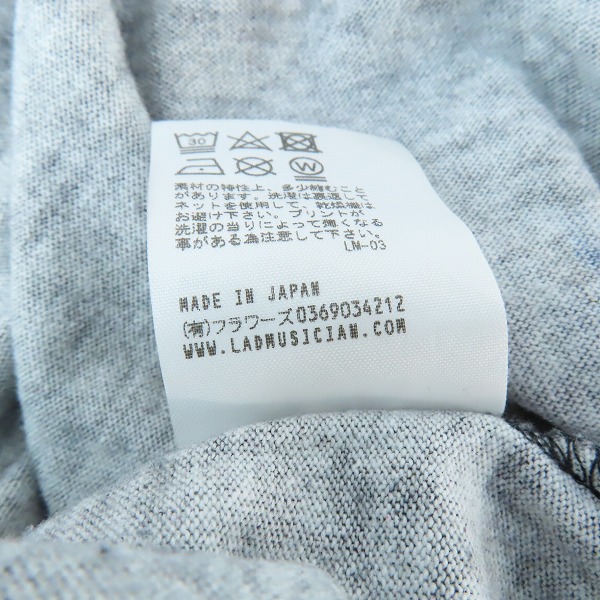 30
W
素材の特性上、多少縮むこと
があります。洗濯は裏返して
ネットを使用して、乾燥機は
お避け下さい。プリントが
洗濯の当りによって痛くなる
事がある為注意して下さい。
LN-03
MADE IN JAPAN
(有)フラワーズ0369034212
WWW.LADMUSICIAN.COM